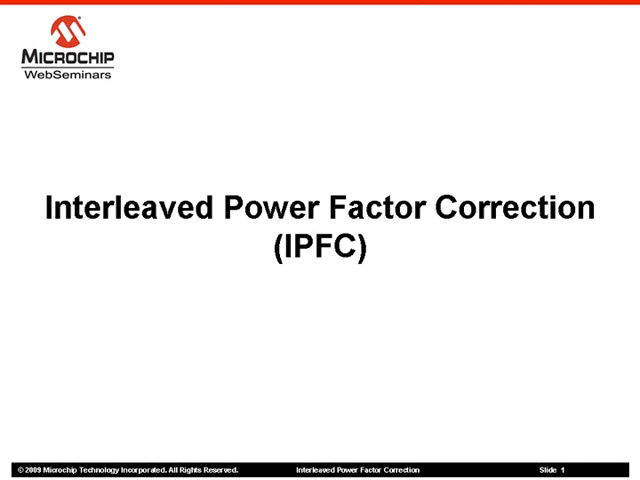 MICROCHIP
WebSeminars
Interleaved Power Factor Correction
(IPFC)
© 2009 Microchip Technology Incorporated. All Rights Reserved. Interleaved Power Factor Correction Slide 1